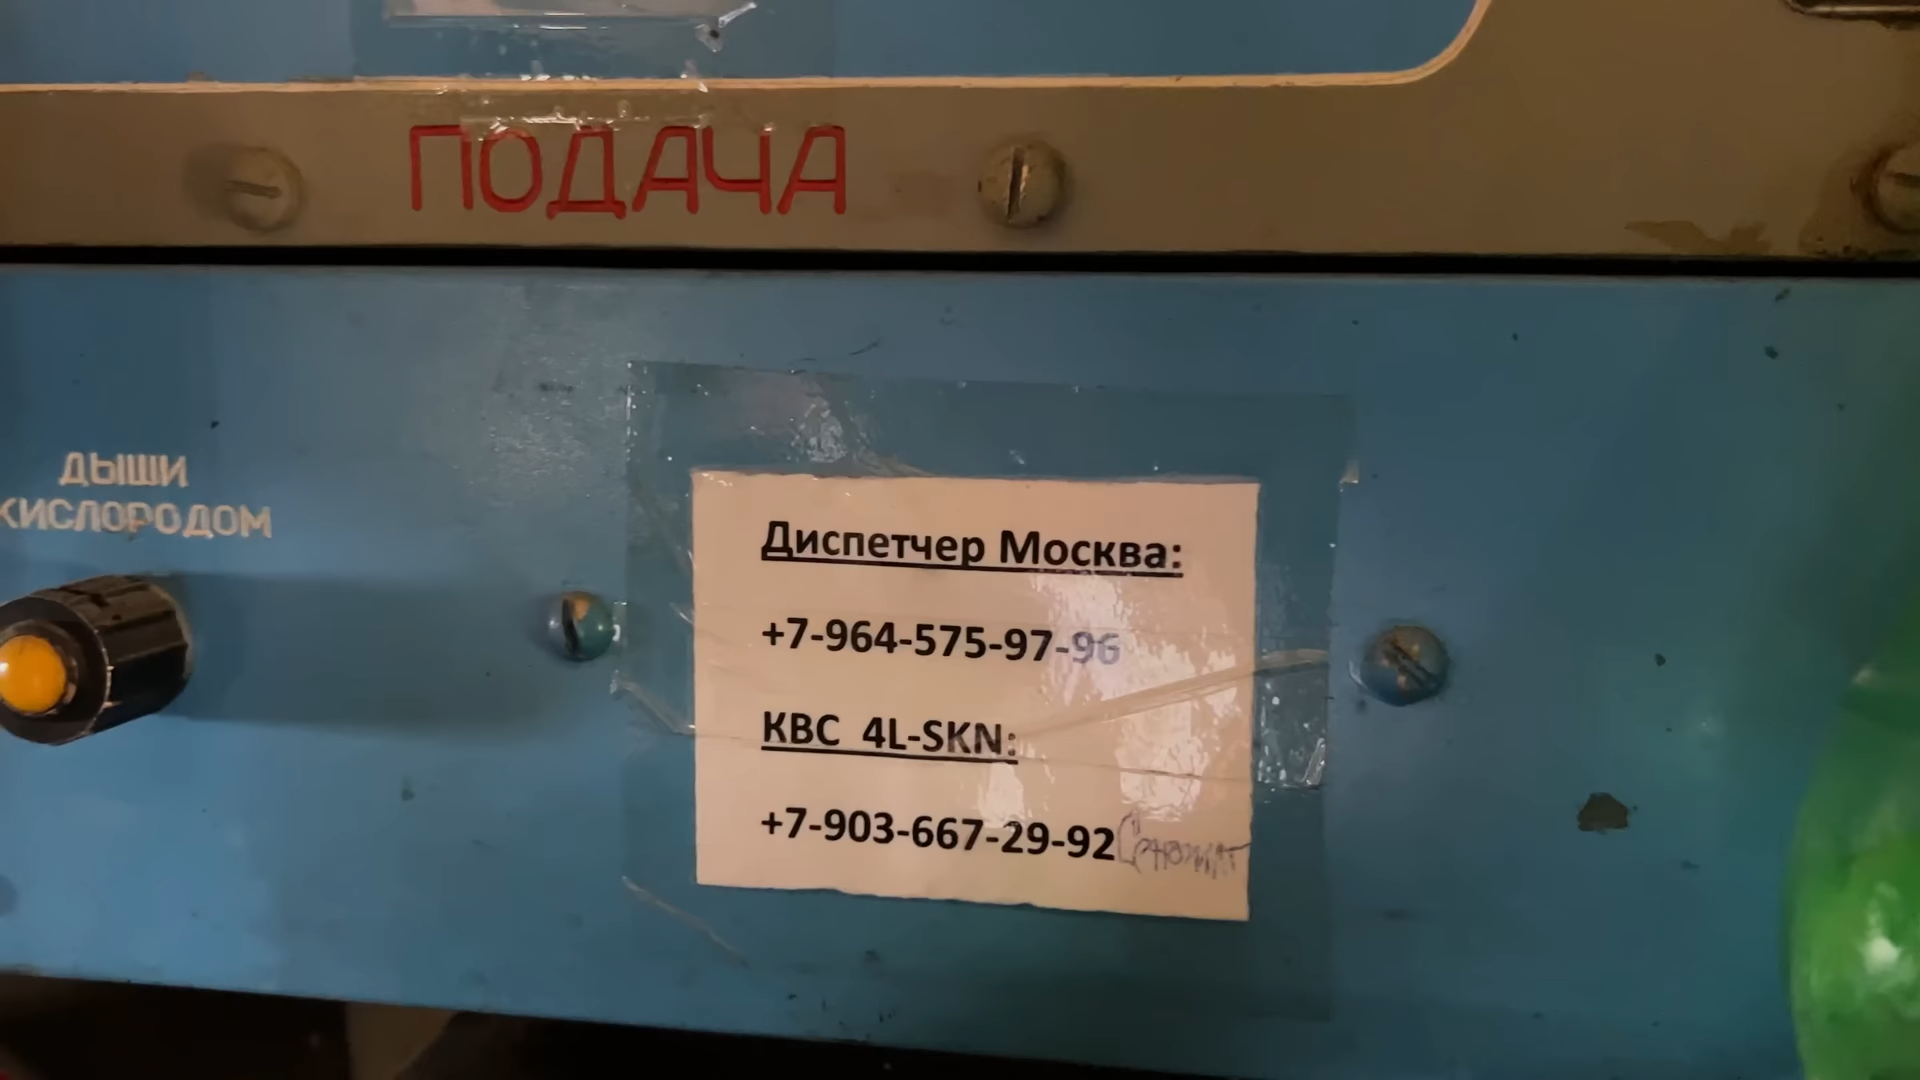 ПОДАЧА
ДЫШИ
КИСЛОРОДОМ
Диспетчер Москва:
+7-964-575-97-96
КВС 4L-SKN:
+7-903-667-29-92